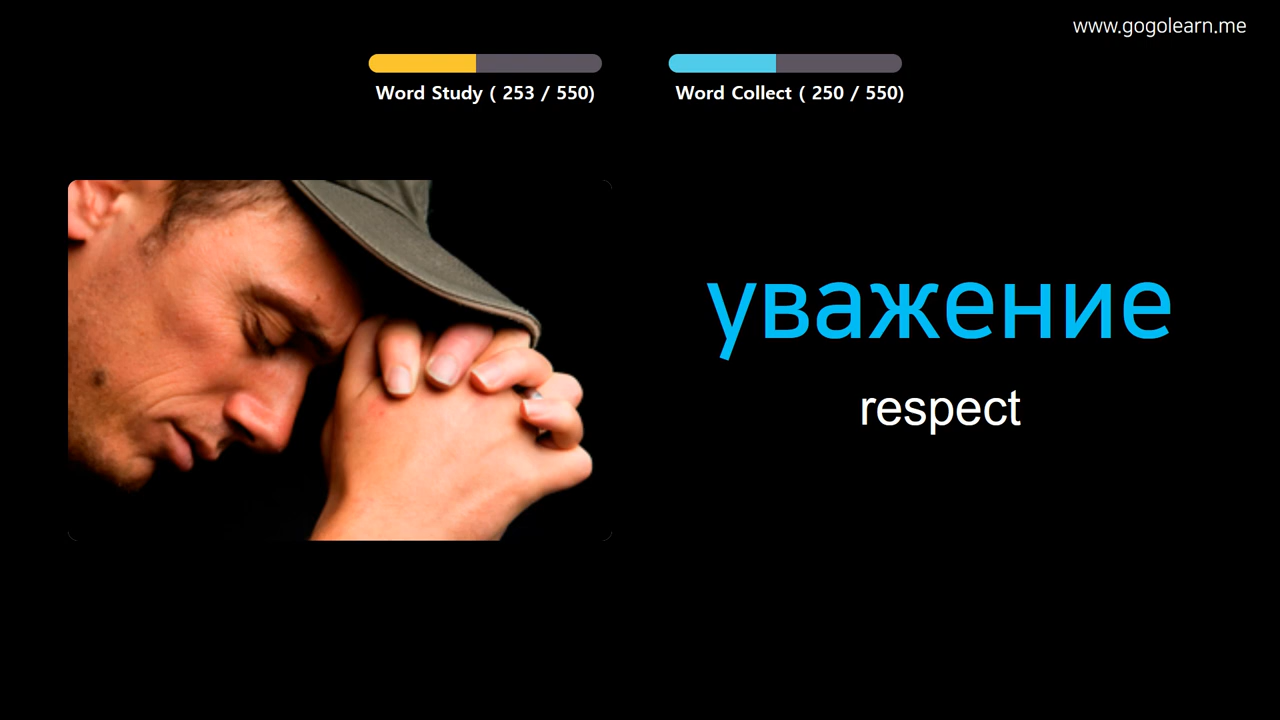 www.gogolearn.me
Word Study ( 253 / 550)
Word Collect ( 250 / 550)
уважение
respect